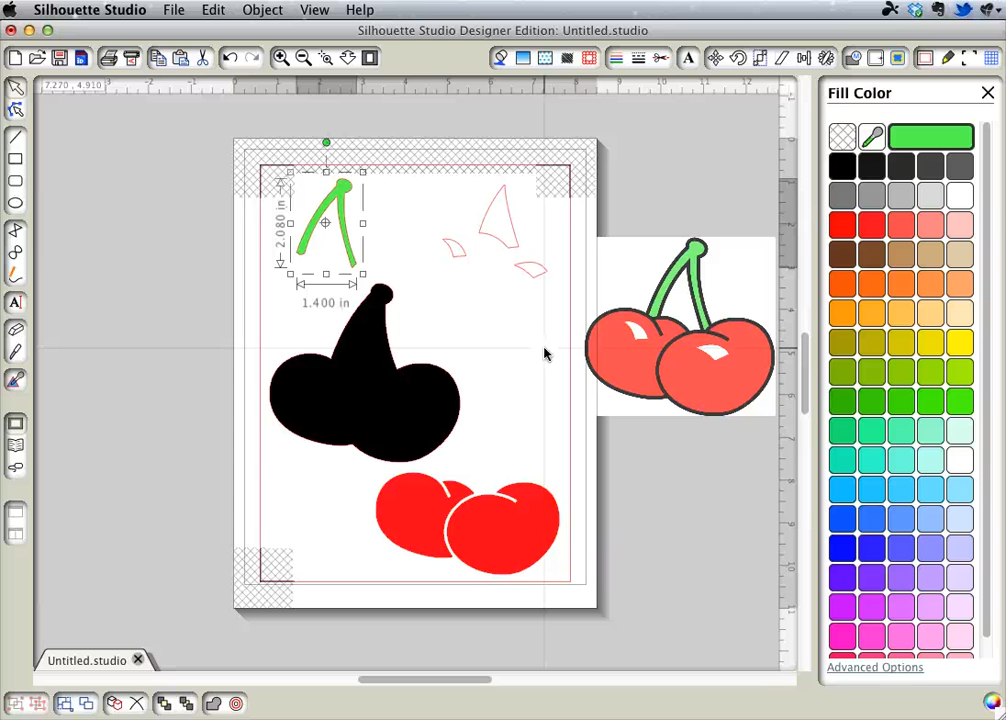 Silhouette Studio File Edit Object View Help
Silhouette Studio Designer Edition: Untitled.studio
7.270 , 4.910
Fill Color
2.080 in
1.400 in
Untitled.studio
Advanced Options